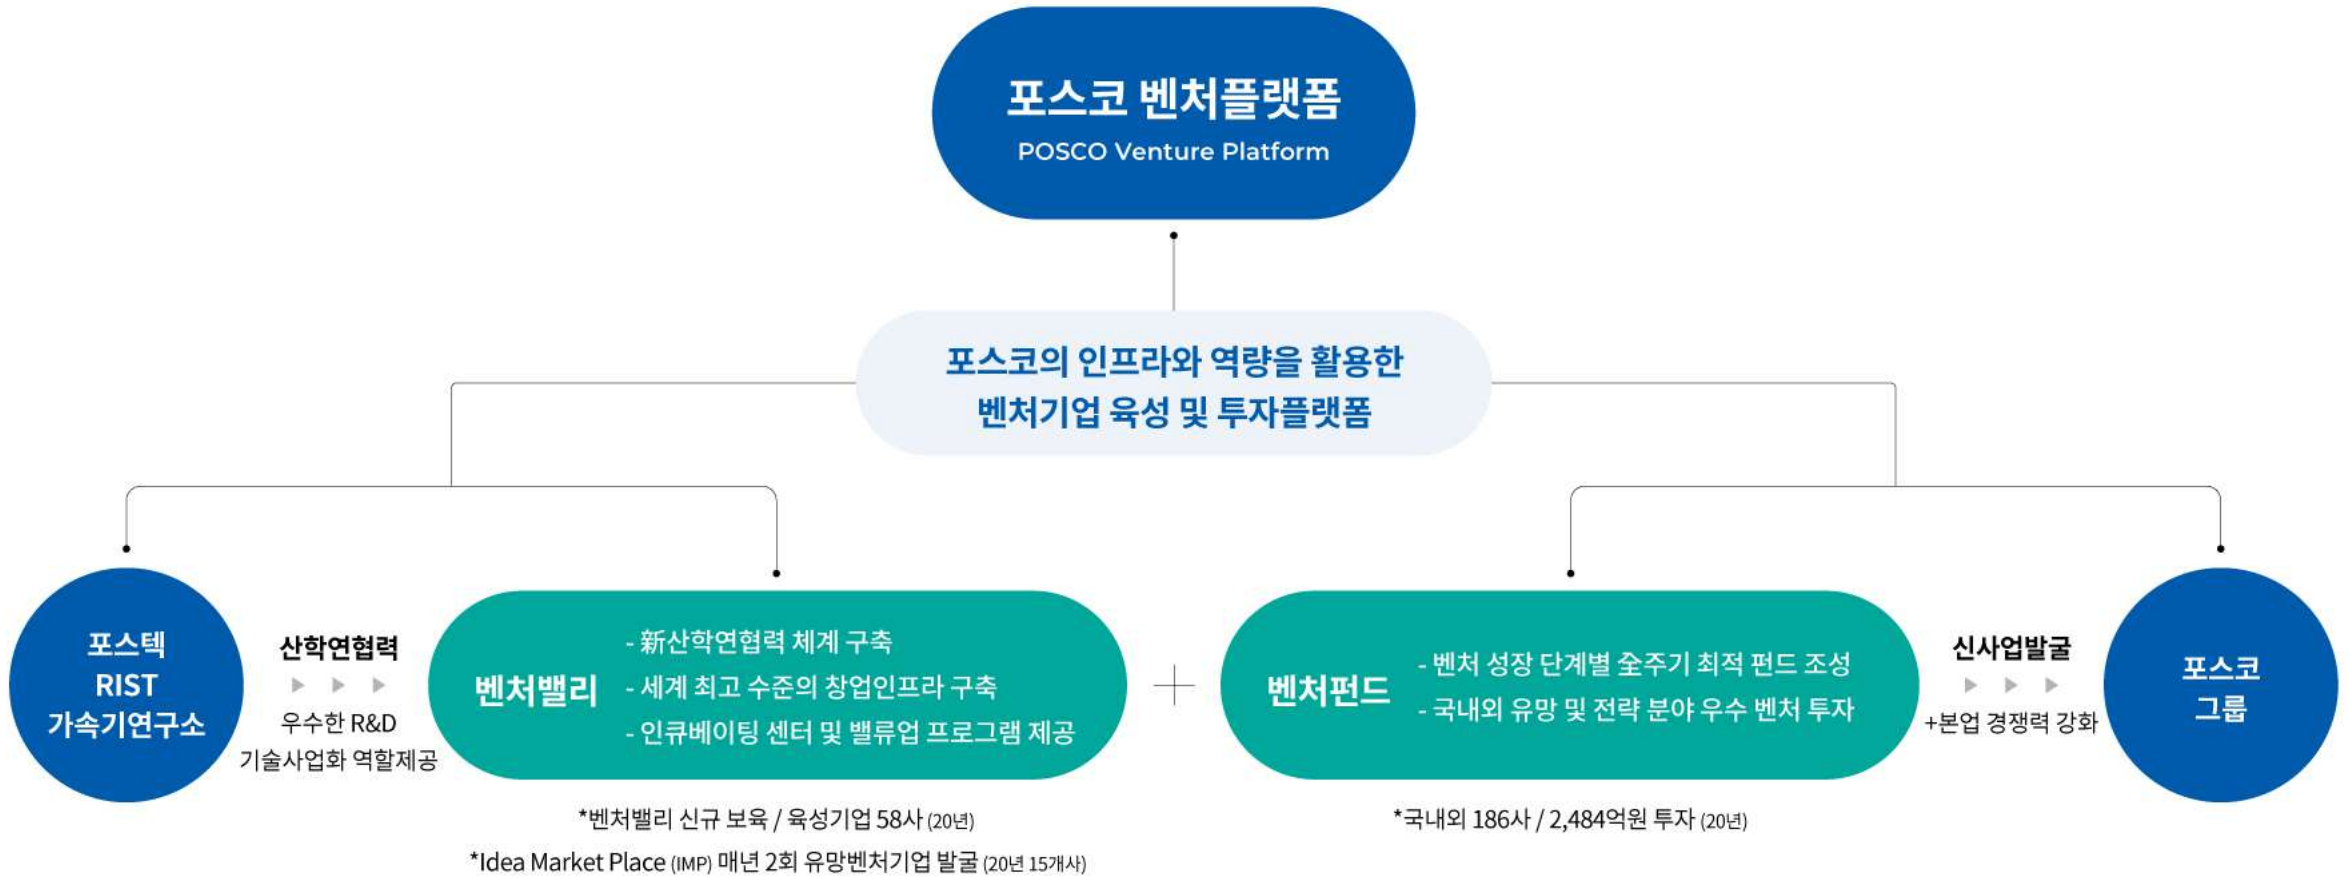 포스코 벤처플랫폼
POSCO Venture Platform
포스코의 인프라와 역량을 활용한
벤처기업 육성 및 투자플랫폼
포스텍
RIST
가속기연구소
산학연협력
우수한 R&D
기술사업화 역할제공
벤처밸리
- 新산학연협력 체계 구축
- 세계 최고 수준의 창업인프라 구축
- 인큐베이팅 센터 및 밸류업 프로그램 제공
*벤처밸리 신규 보육 / 육성기업 58사 (20년)
*Idea Market Place (IMP) 매년 2회 유망벤처기업 발굴 (20년 15개사)
벤처펀드
- 벤처 성장 단계별 全주기 최적 펀드 조성
- 국내외 유망 및 전략 분야 우수 벤처 투자
*국내외 186사 / 2,484억원 투자 (20년)
신사업발굴
+본업 경쟁력 강화
포스코
그룹